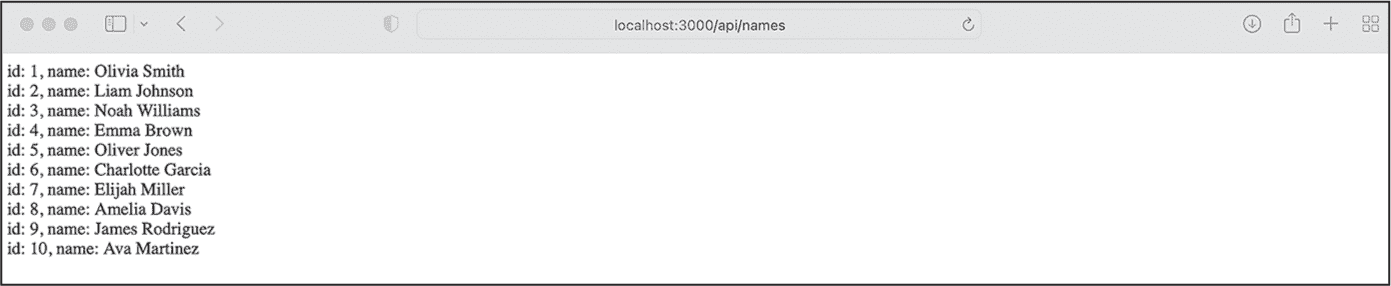 localhost:3000/api/names
id: 1, name: Olivia Smith
id: 2, name: Liam Johnson
id: 3, name: Noah Williams
id: 4, name: Emma Brown
id: 5, name: Oliver Jones
id: 6, name: Charlotte Garcia
id: 7, name: Elijah Miller
id: 8, name: Amelia Davis
id: 9, name: James Rodriguez
id: 10, name: Ava Martinez